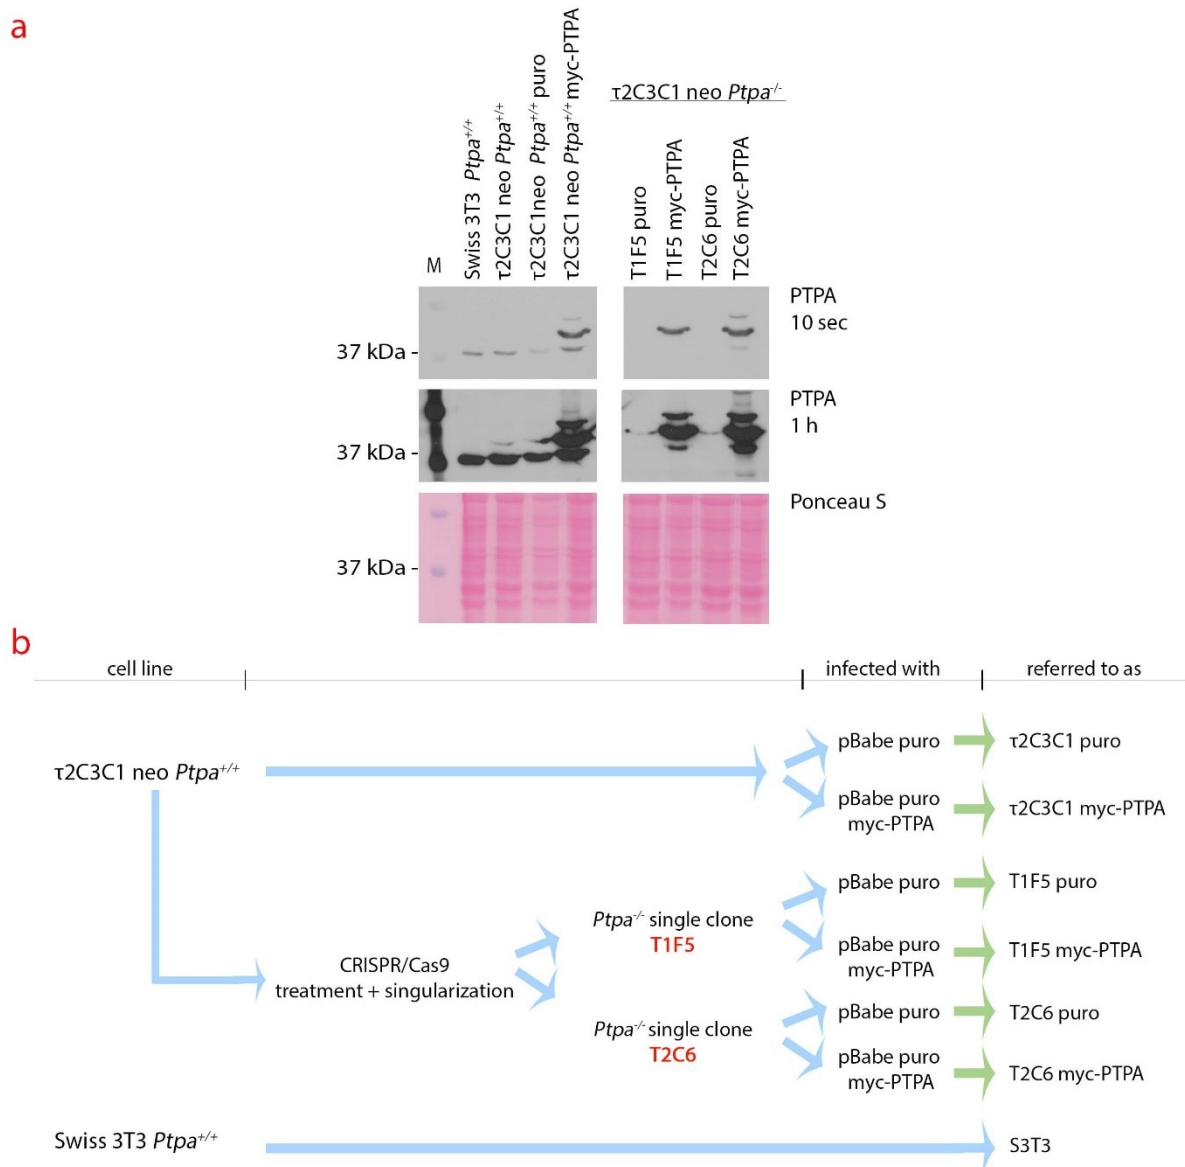 a
Swiss 3T3 Ptpa+/+
τ2C3C1 neo Ptpa+/+
τ2C3C1neo Ptpa+/+ puro
τ2C3C1 neo Ptpa+/+ myc-PTPA
τ2C3C1 neo Ptpa-/-
T1F5 puro
T1F5 myc-PTPA
T2C6 puro
T2C6 myc-PTPA
M
PTPA
10 sec
37 kDa -
PTPA
1 h
37 kDa -
Ponceau S
37 kDa -
b
cell line
infected with
referred to as
τ2C3C1 neo Ptpa+/+
pBabe puro
τ2C3C1 puro
pBabe puro
myc-PTPA
τ2C3C1 myc-PTPA
CRISPR/Cas9
treatment + singularization
Ptpa-/- single clone
T1F5
pBabe puro
T1F5 puro
pBabe puro
myc-PTPA
T1F5 myc-PTPA
Ptpa-/- single clone
T2C6
pBabe puro
T2C6 puro
pBabe puro
myc-PTPA
T2C6 myc-PTPA
Swiss 3T3 Ptpa+/+
S3T3